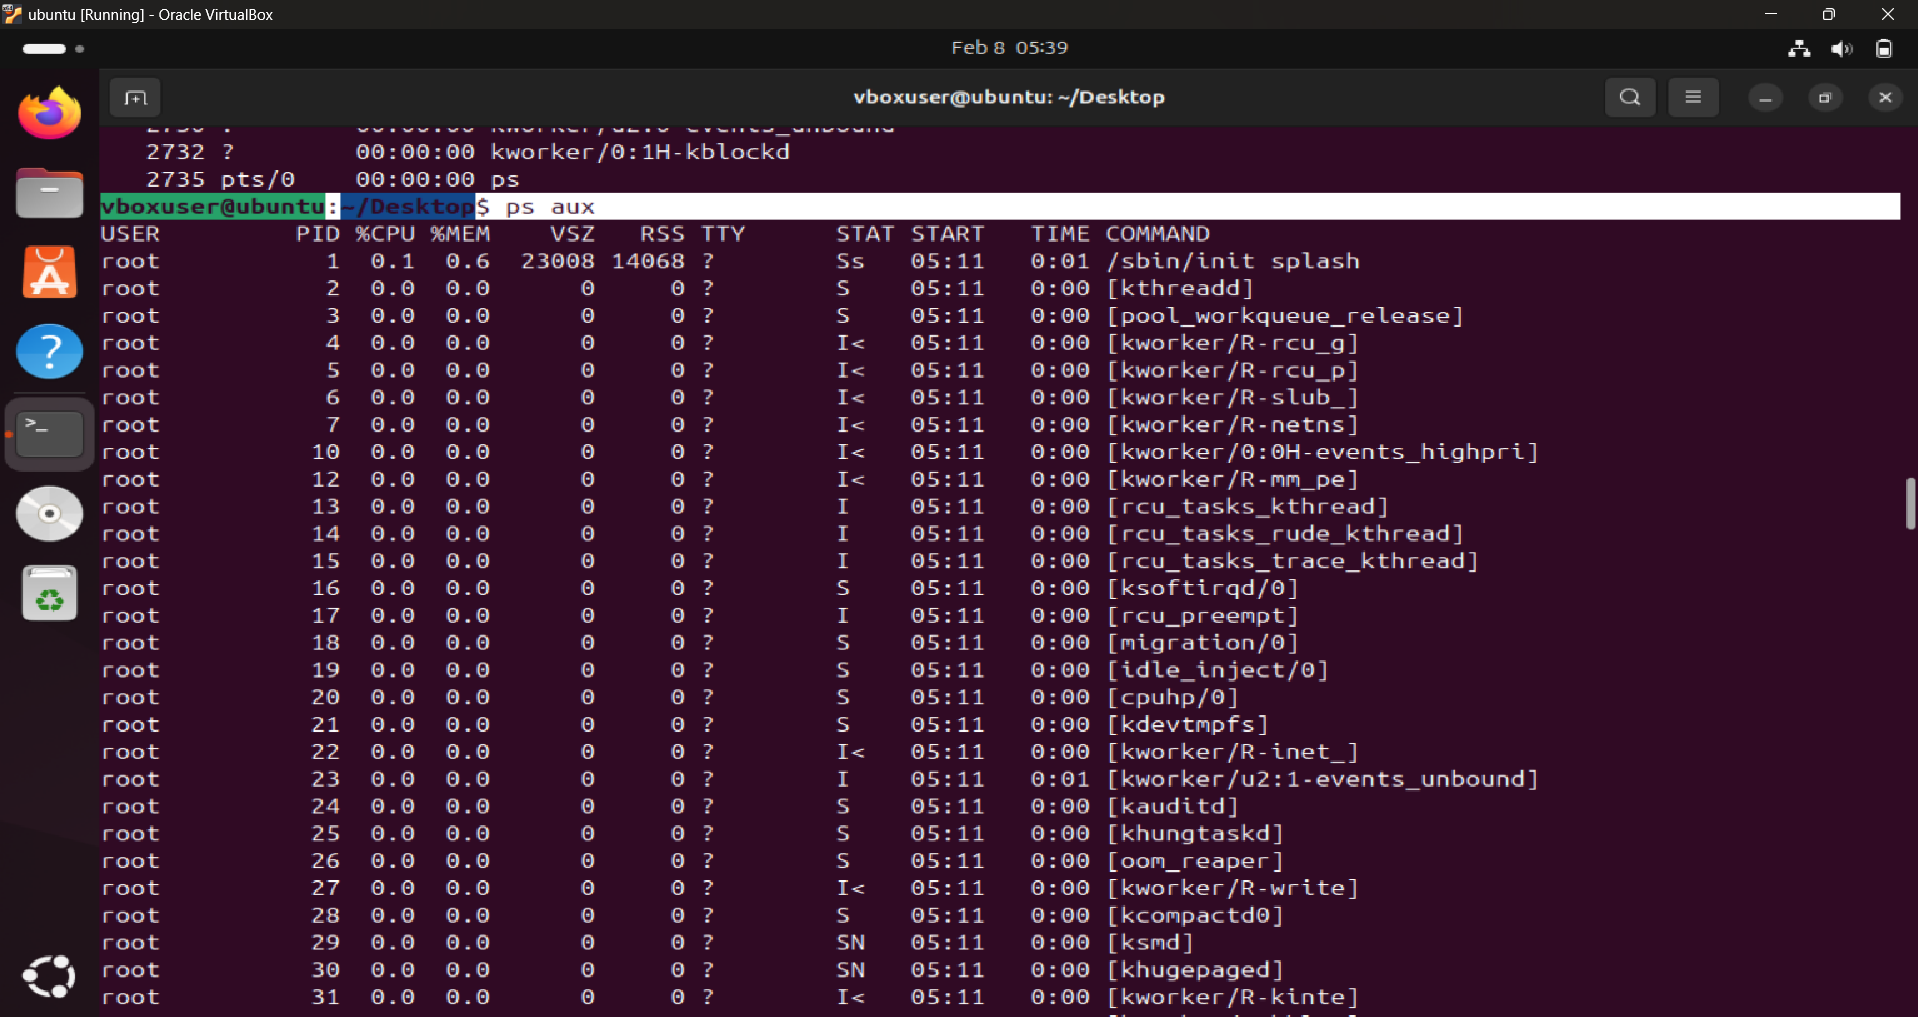 ubuntu [Running] - Oracle VirtualBox
Feb 8 05:39
vboxuser@ubuntu: ~/Desktop
2732 ? 00:00:00 kworker/0:1H-kblockd
2735 pts/0 00:00:00 ps
vboxuser@ubuntu:~/Desktop$ ps aux
USER PID %CPU %MEM VSZ RSS TTY STAT START TIME COMMAND
root 1 0.1 0.6 23008 14068 ? Ss 05:11 0:01 /sbin/init splash
root 2 0.0 0.0 0 0 ? S 05:11 0:00 [kthreadd]
root 3 0.0 0.0 0 0 ? S 05:11 0:00 [pool_workqueue_release]
root 4 0.0 0.0 0 0 ? I< 05:11 0:00 [kworker/R-rcu_g]
root 5 0.0 0.0 0 0 ? I< 05:11 0:00 [kworker/R-rcu_p]
root 6 0.0 0.0 0 0 ? I< 05:11 0:00 [kworker/R-slub_]
root 7 0.0 0.0 0 0 ? I< 05:11 0:00 [kworker/R-netns]
root 10 0.0 0.0 0 0 ? I< 05:11 0:00 [kworker/0:0H-events_highpri]
root 12 0.0 0.0 0 0 ? I< 05:11 0:00 [kworker/R-mm_pe]
root 13 0.0 0.0 0 0 ? I 05:11 0:00 [rcu_tasks_kthread]
root 14 0.0 0.0 0 0 ? I 05:11 0:00 [rcu_tasks_rude_kthread]
root 15 0.0 0.0 0 0 ? I 05:11 0:00 [rcu_tasks_trace_kthread]
root 16 0.0 0.0 0 0 ? S 05:11 0:00 [ksoftirqd/0]
root 17 0.0 0.0 0 0 ? I 05:11 0:00 [rcu_preempt]
root 18 0.0 0.0 0 0 ? S 05:11 0:00 [migration/0]
root 19 0.0 0.0 0 0 ? S 05:11 0:00 [idle_inject/0]
root 20 0.0 0.0 0 0 ? S 05:11 0:00 [cpuhp/0]
root 21 0.0 0.0 0 0 ? S 05:11 0:00 [kdevtmpfs]
root 22 0.0 0.0 0 0 ? I< 05:11 0:00 [kworker/R-inet_]
root 23 0.0 0.0 0 0 ? I 05:11 0:01 [kworker/u2:1-events_unbound]
root 24 0.0 0.0 0 0 ? S 05:11 0:00 [kauditd]
root 25 0.0 0.0 0 0 ? S 05:11 0:00 [khungtaskd]
root 26 0.0 0.0 0 0 ? S 05:11 0:00 [oom_reaper]
root 27 0.0 0.0 0 0 ? I< 05:11 0:00 [kworker/R-write]
root 28 0.0 0.0 0 0 ? S 05:11 0:00 [kcompactd0]
root 29 0.0 0.0 0 0 ? SN 05:11 0:00 [ksmd]
root 30 0.0 0.0 0 0 ? SN 05:11 0:00 [khugepaged]
root 31 0.0 0.0 0 0 ? I< 05:11 0:00 [kworker/R-kinte]